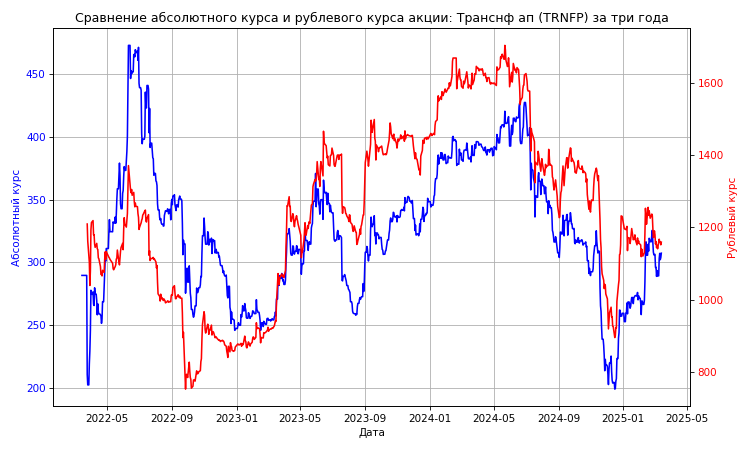 Сравнение абсолютного курса и рублевого курса акции: Транснф ап (TRNFP) за три года
Абсолютный курс
450
400
350
300
250
200
1600
1400
1200
1000
800
Рублевый курс
2022-05 2022-09 2023-01 2023-05 2023-09 2024-01 2024-05 2024-09 2025-01 2025-05
Дата